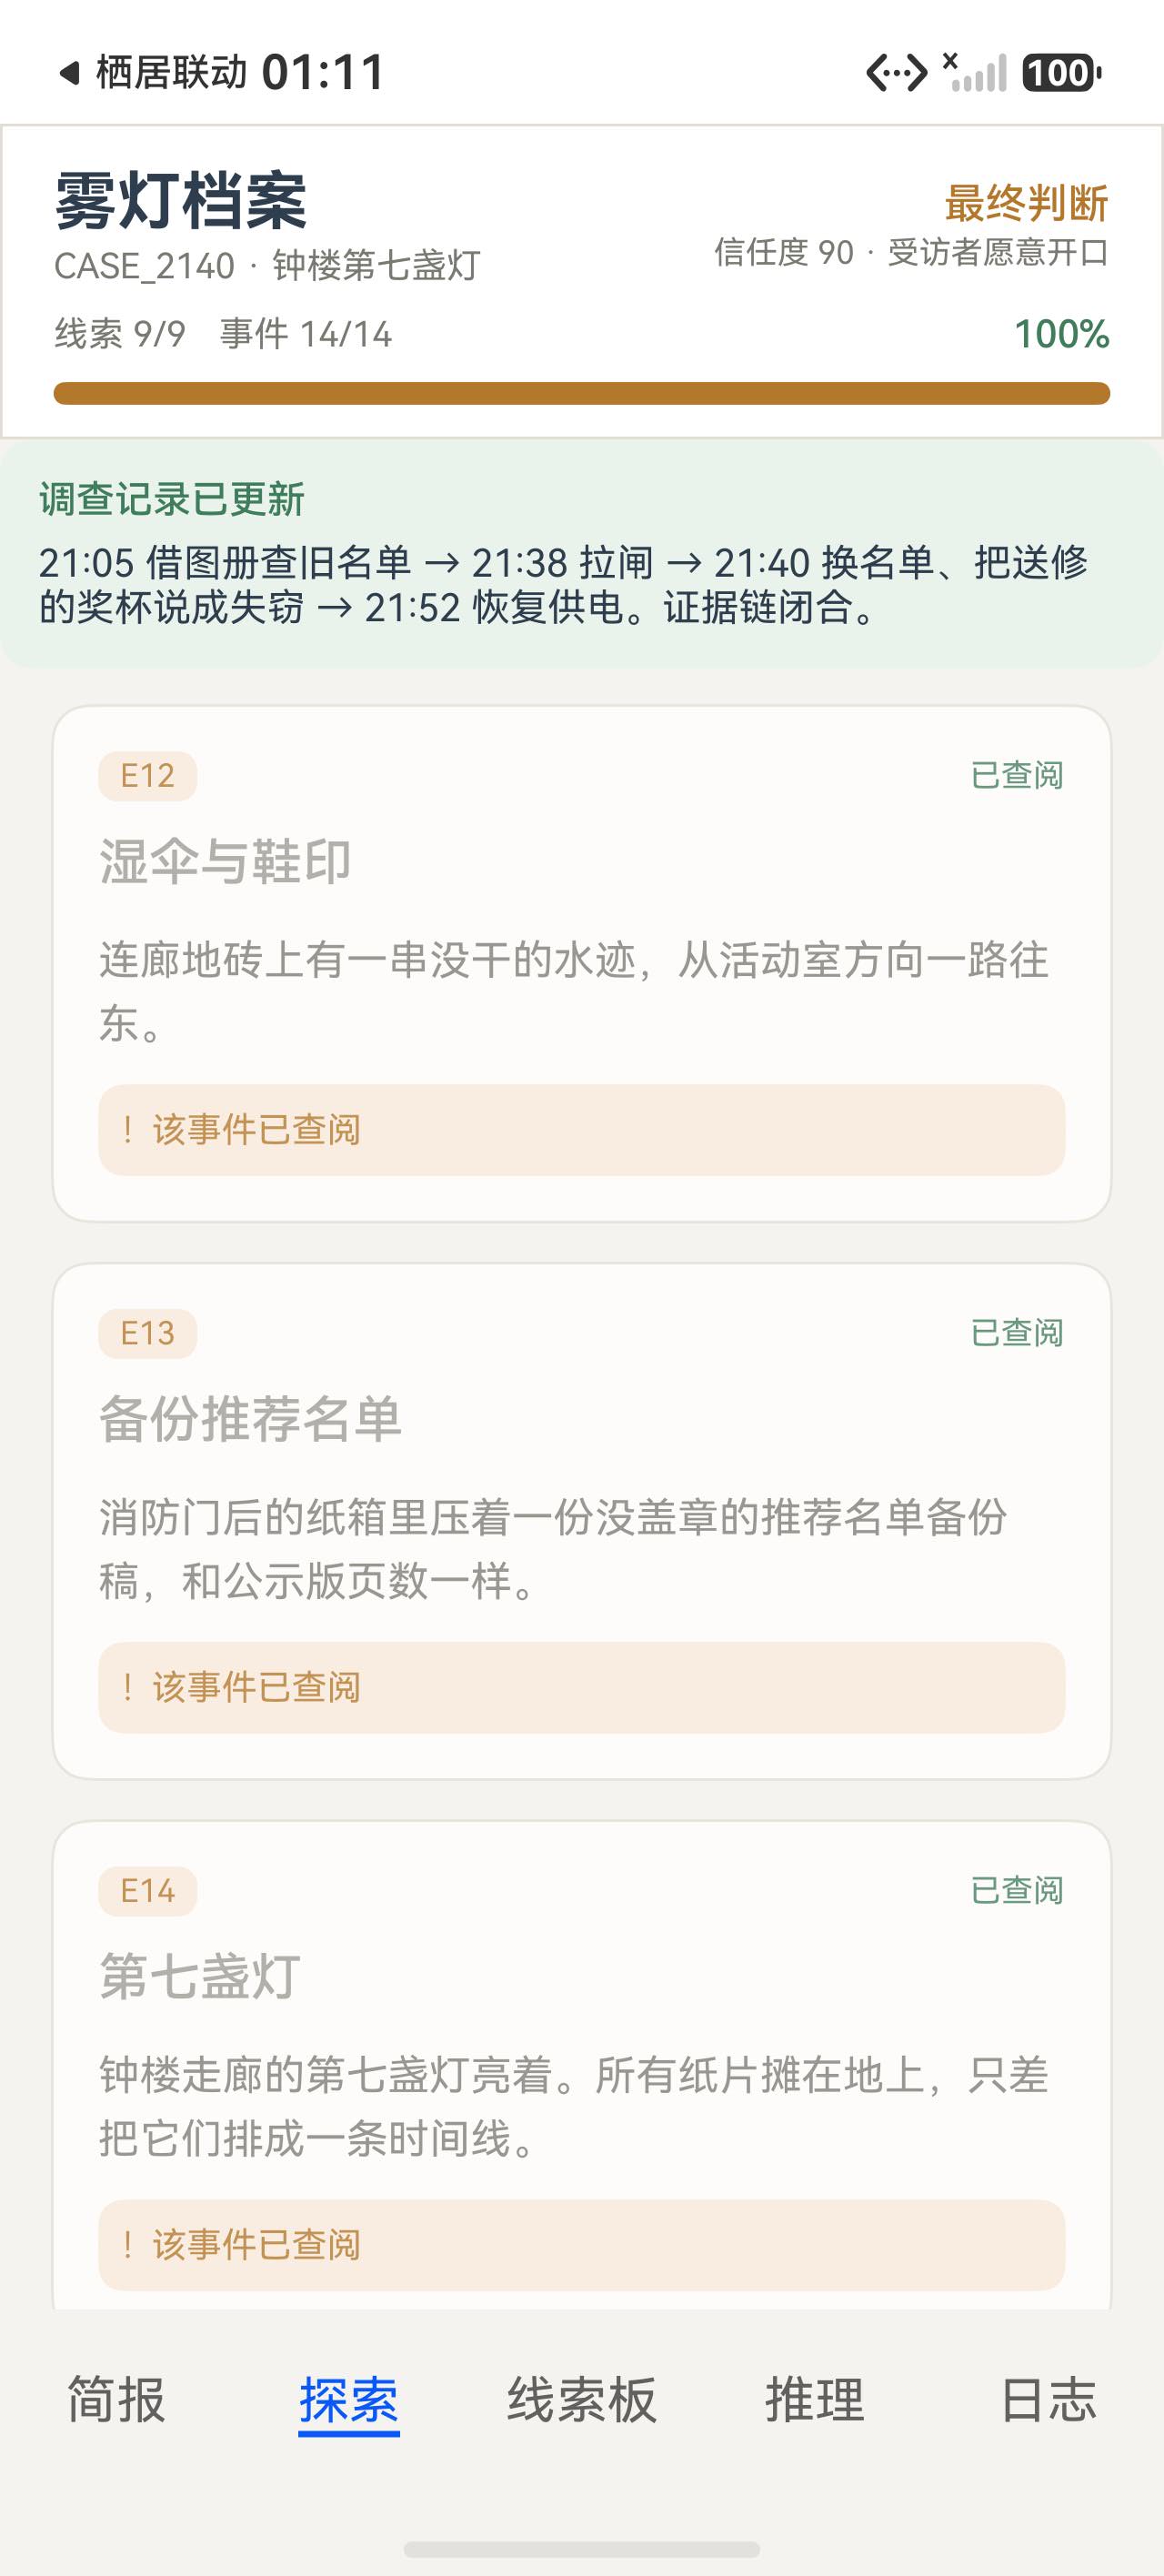 栖居联动 01:11
100
雾灯档案
最终判断
CASE_2140 · 钟楼第七盏灯
信任度 90 · 受访者愿意开口
线索 9/9 事件 14/14
100%
调查记录已更新
21:05 借图册查旧名单 → 21:38 拉闸 → 21:40 换名单、把送修
的奖杯说成失窃 → 21:52 恢复供电。证据链闭合。
E12
已查阅
湿伞与鞋印
连廊地砖上有一串没干的水迹，从活动室方向一路往
东。
! 该事件已查阅
E13
已查阅
备份推荐名单
消防门后的纸箱里压着一份没盖章的推荐名单备份
稿，和公示版页数一样。
! 该事件已查阅
E14
已查阅
第七盏灯
钟楼走廊的第七盏灯亮着。所有纸片摊在地上，只差
把它们排成一条时间线。
! 该事件已查阅
简报
探索
线索板
推理
日志